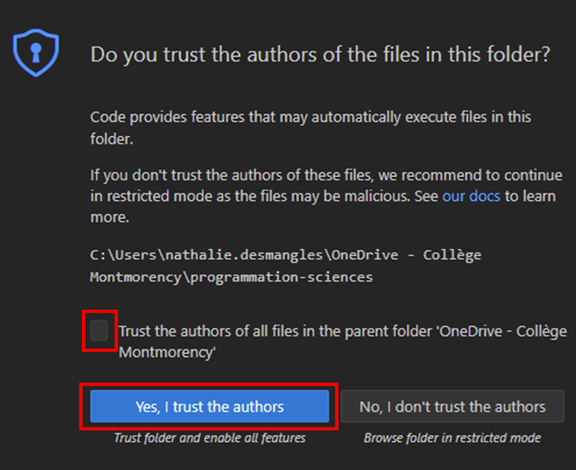 Do you trust the authors of the files in this folder?
Code provides features that may automatically execute files in this
folder.
If you don't trust the authors of these files, we recommend to continue
in restricted mode as the files may be malicious. See our docs to learn
more.
C:\Users\nathalie.desmangles\OneDrive - Collège
Montmorency\programmation-sciences
Trust the authors of all files in the parent folder 'OneDrive - Collège
Montmorency'
Yes, I trust the authors
No, I don't trust the authors
Trust folder and enable all features
Browse folder in restricted mode